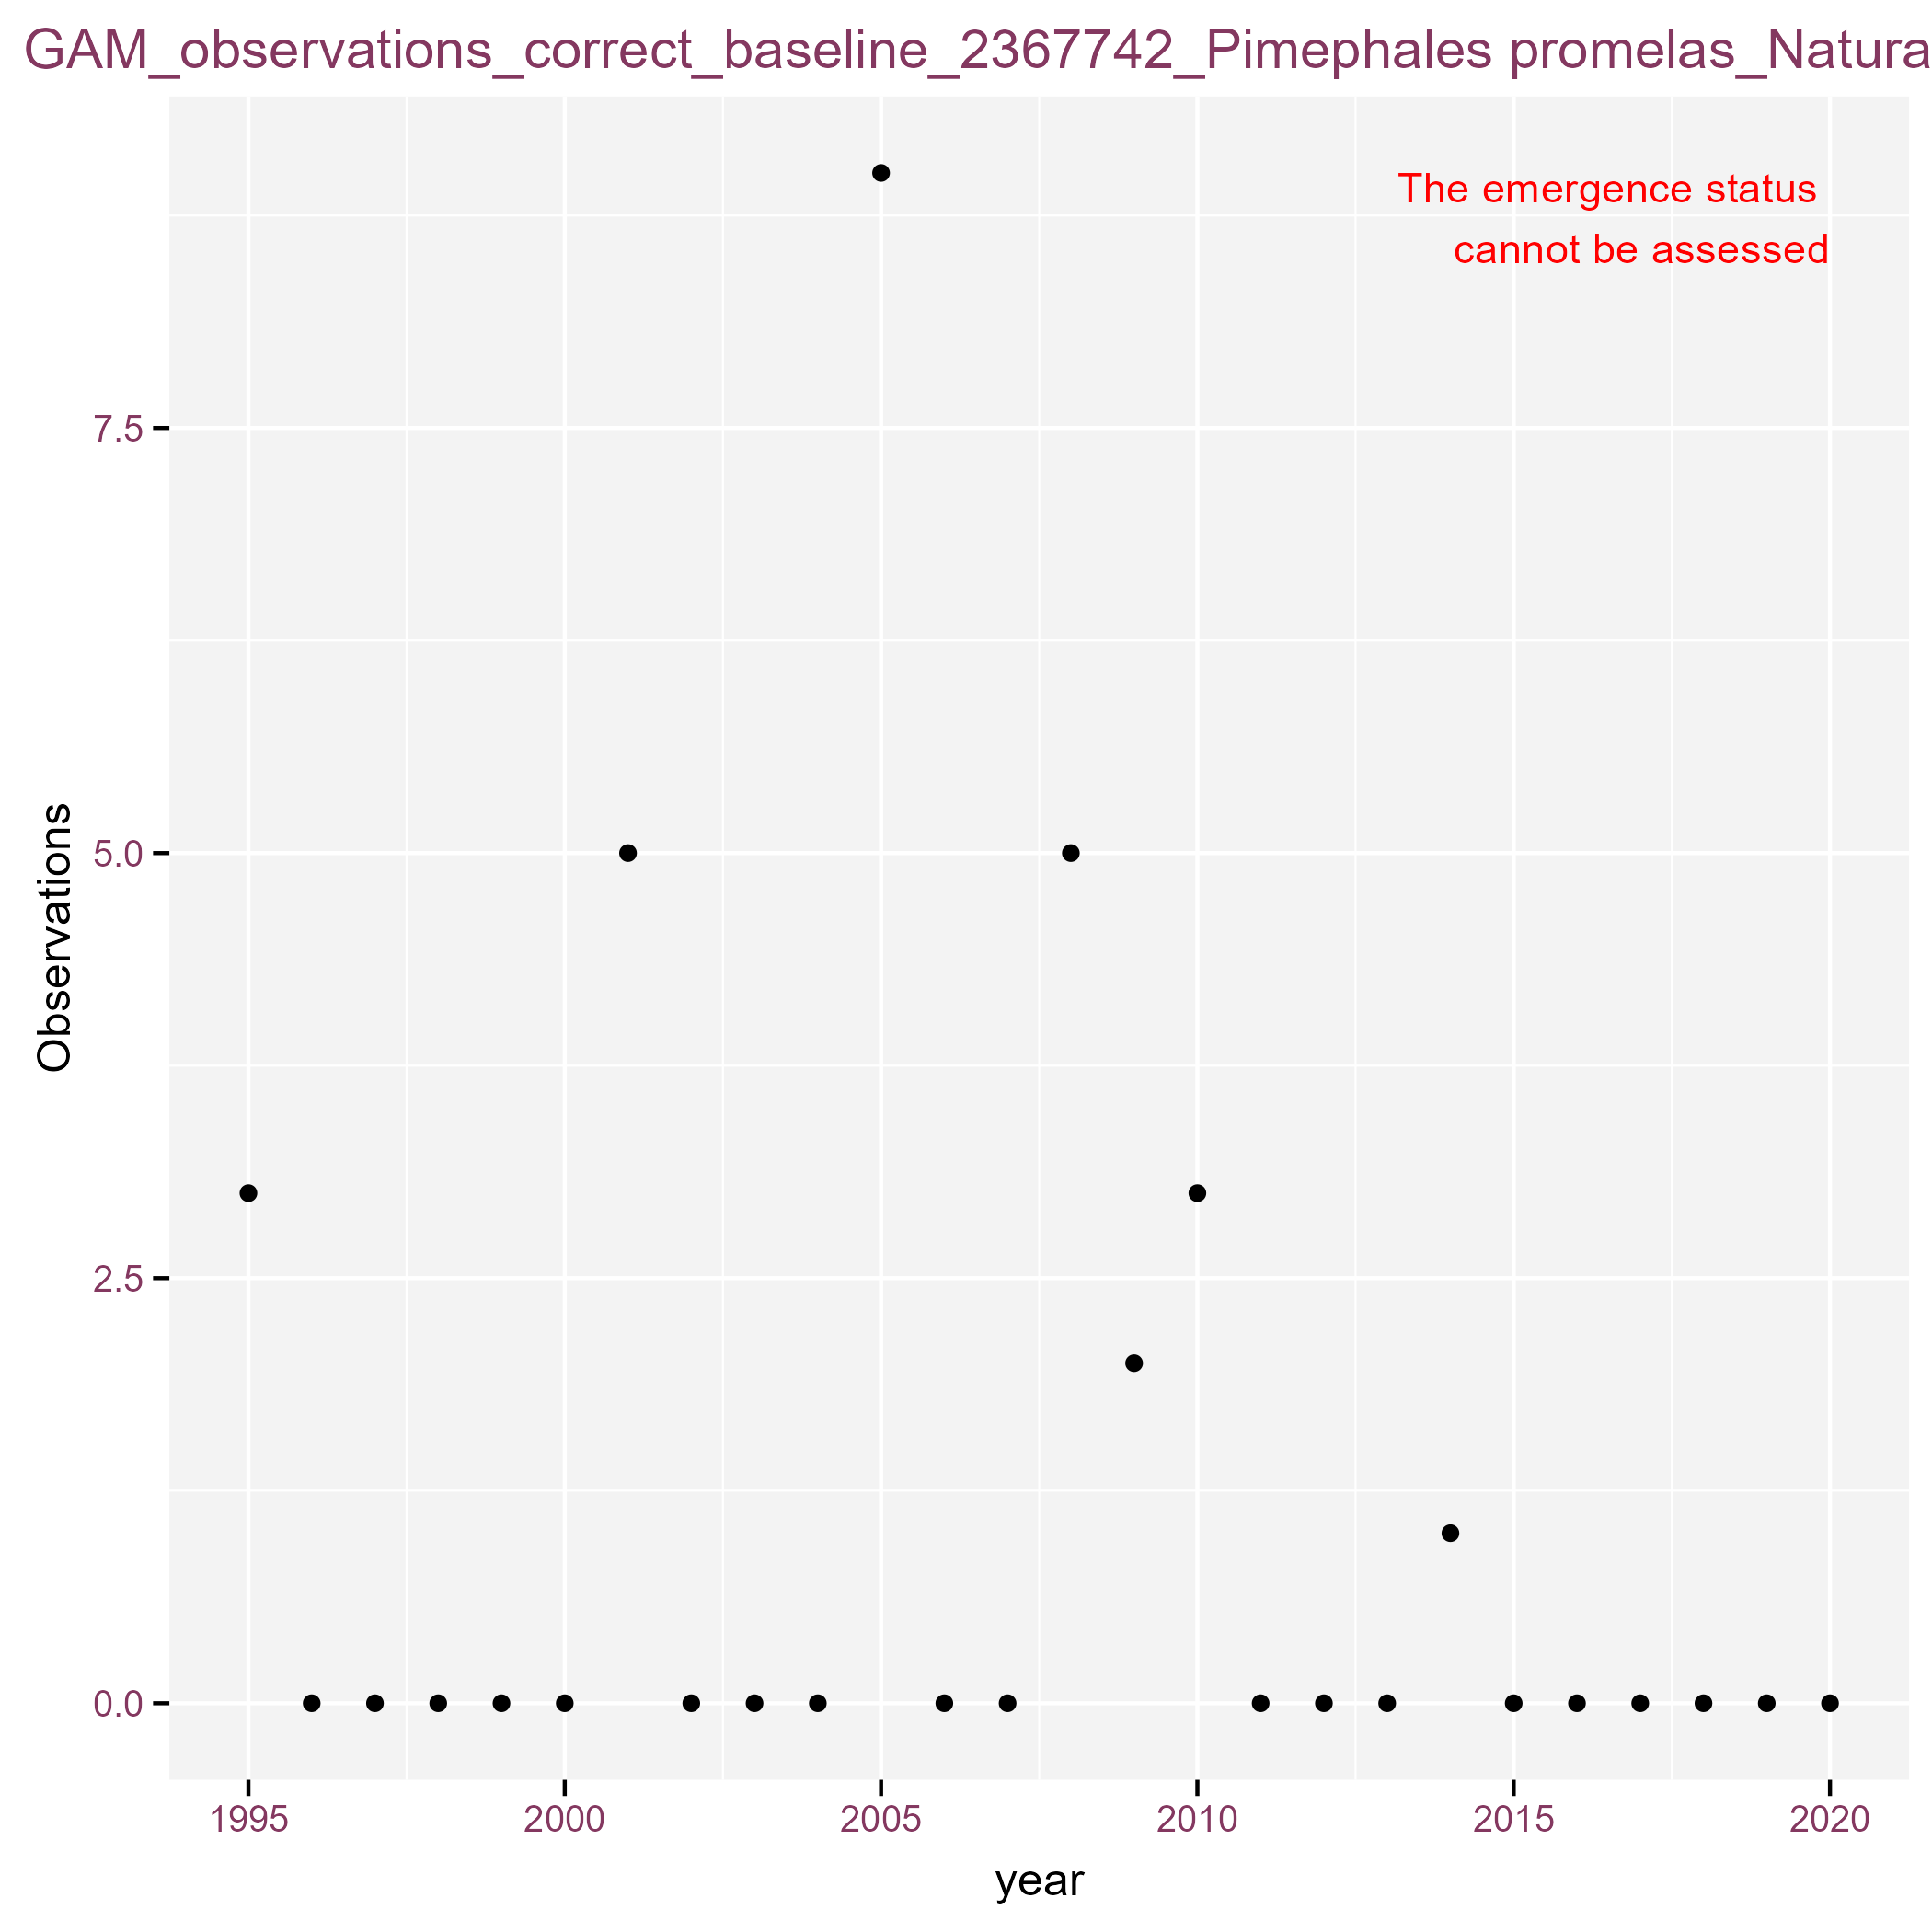 GAM_observations_correct_baseline_2367742_Pimephales promelas_Natura
The emergence status
cannot be assessed
7.5
5.0
2.5
0.0
Observations
1995 2000 2005 2010 2015 2020
year